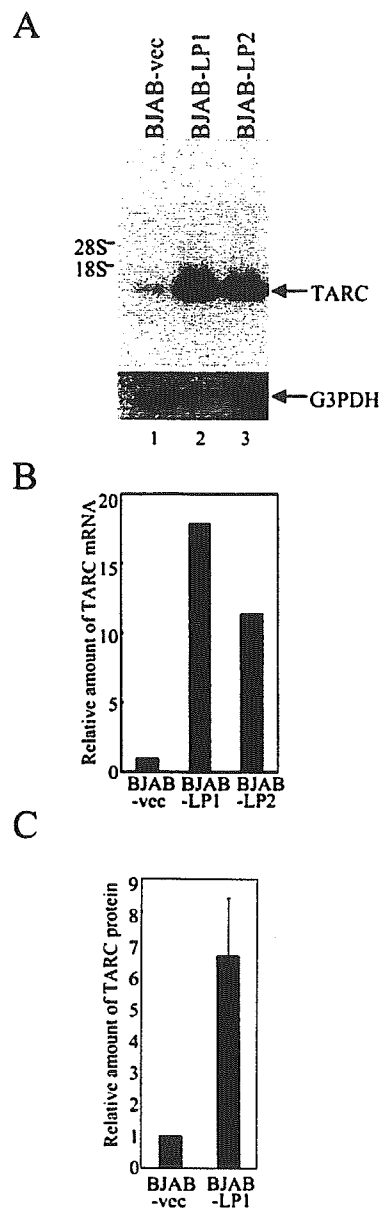 A
BJAB-vec
BJAB-LP1
BJAB-LP2
28S-
18S-
TARC
G3PDH
1 2 3
B
Relative amount of TARC mRNA
20
15
10
5
0
BJAB -vec
BJAB -LP1
BJAB -LP2
C
Relative amount of TARC protein
9
8
7
6
5
4
3
2
1
0
BJAB -vec
BJAB -LP1